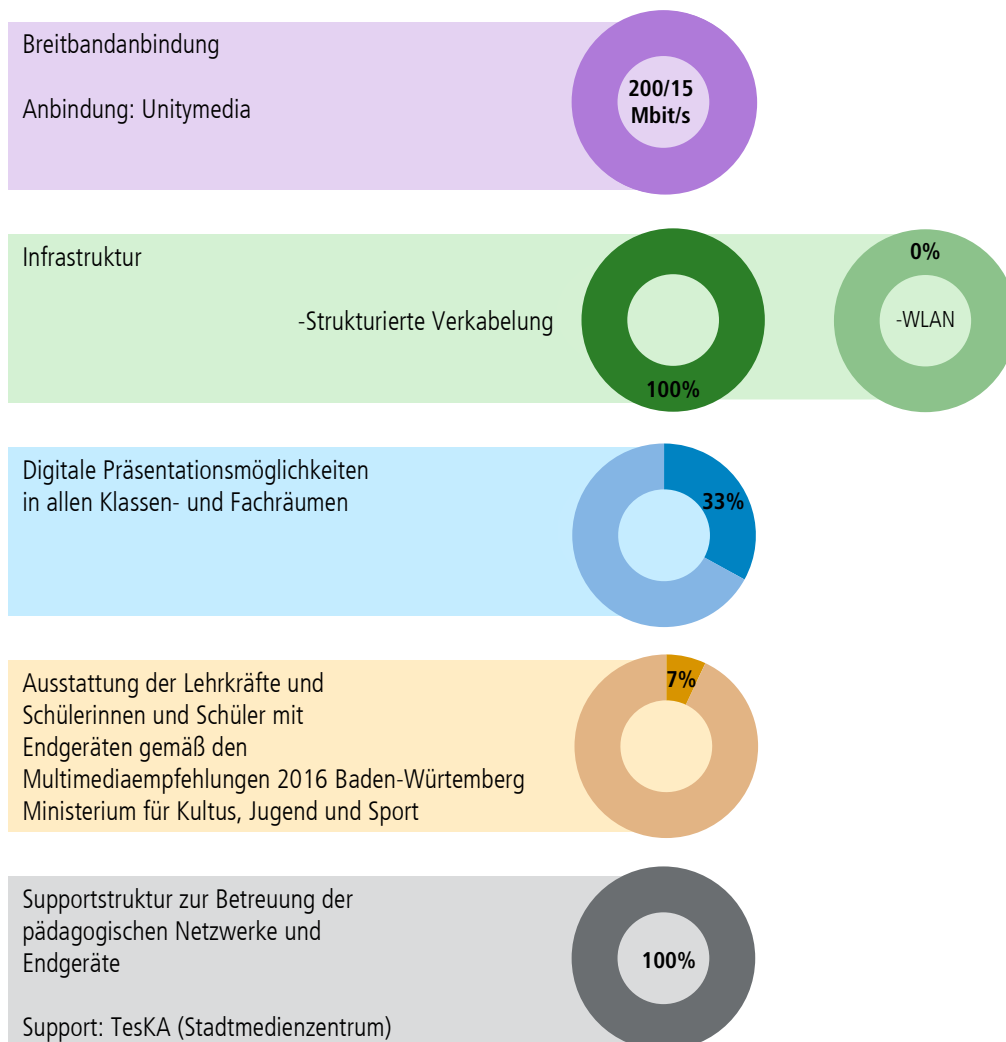 Breitbandanbindung
Anbindung: Unitymedia
200/15
Mbit/s
Infrastruktur
-Strukturierte Verkabelung
100%
0%
-WLAN
Digitale Präsentationsmöglichkeiten
in allen Klassen- und Fachräumen
33%
Ausstattung der Lehrkräfte und
Schülerinnen und Schüler mit
Endgeräten gemäß den
Multimediaempfehlungen 2016 Baden-Würtemberg
Ministerium für Kultus, Jugend und Sport
7%
Supportstruktur zur Betreuung der
pädagogischen Netzwerke und
Endgeräte
Support: TesKA (Stadtmedienzentrum)
100%